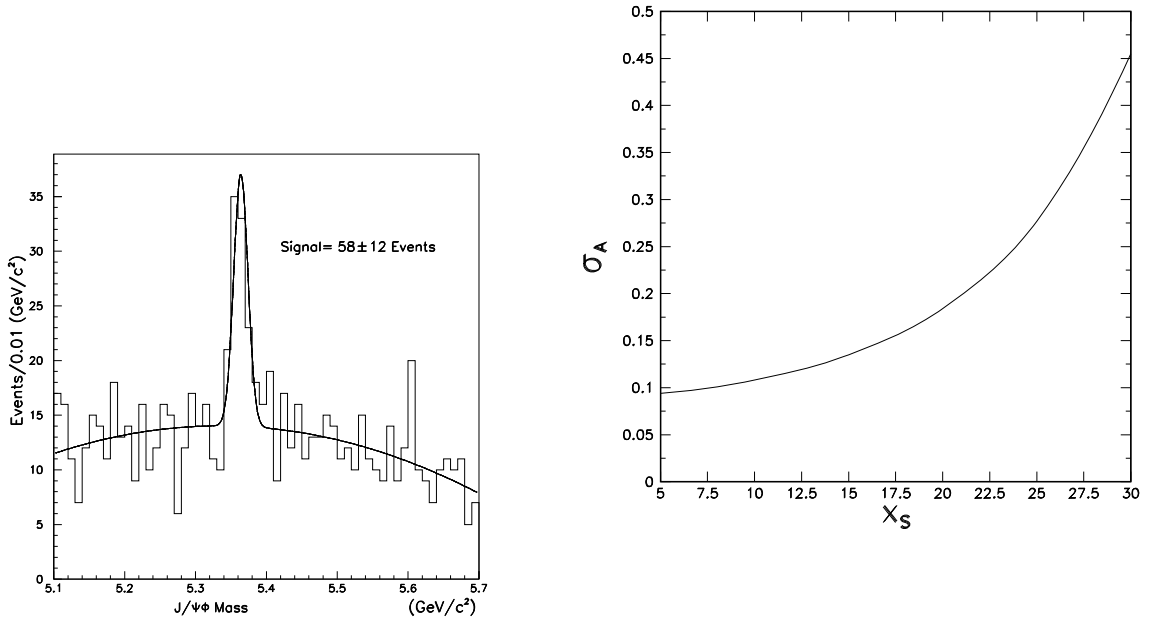 Events/0.01 (GeV/c²)
35
30
25
20
15
10
5
0
Signal= 58±12 Events
5.1 5.2 5.3 5.4 5.5 5.6 5.7
J/ψφ Mass (GeV/c²)
σA
0.5
0.45
0.4
0.35
0.3
0.25
0.2
0.15
0.1
0.05
0
5 7.5 10 12.5 15 17.5 20 22.5 25 27.5 30
xs